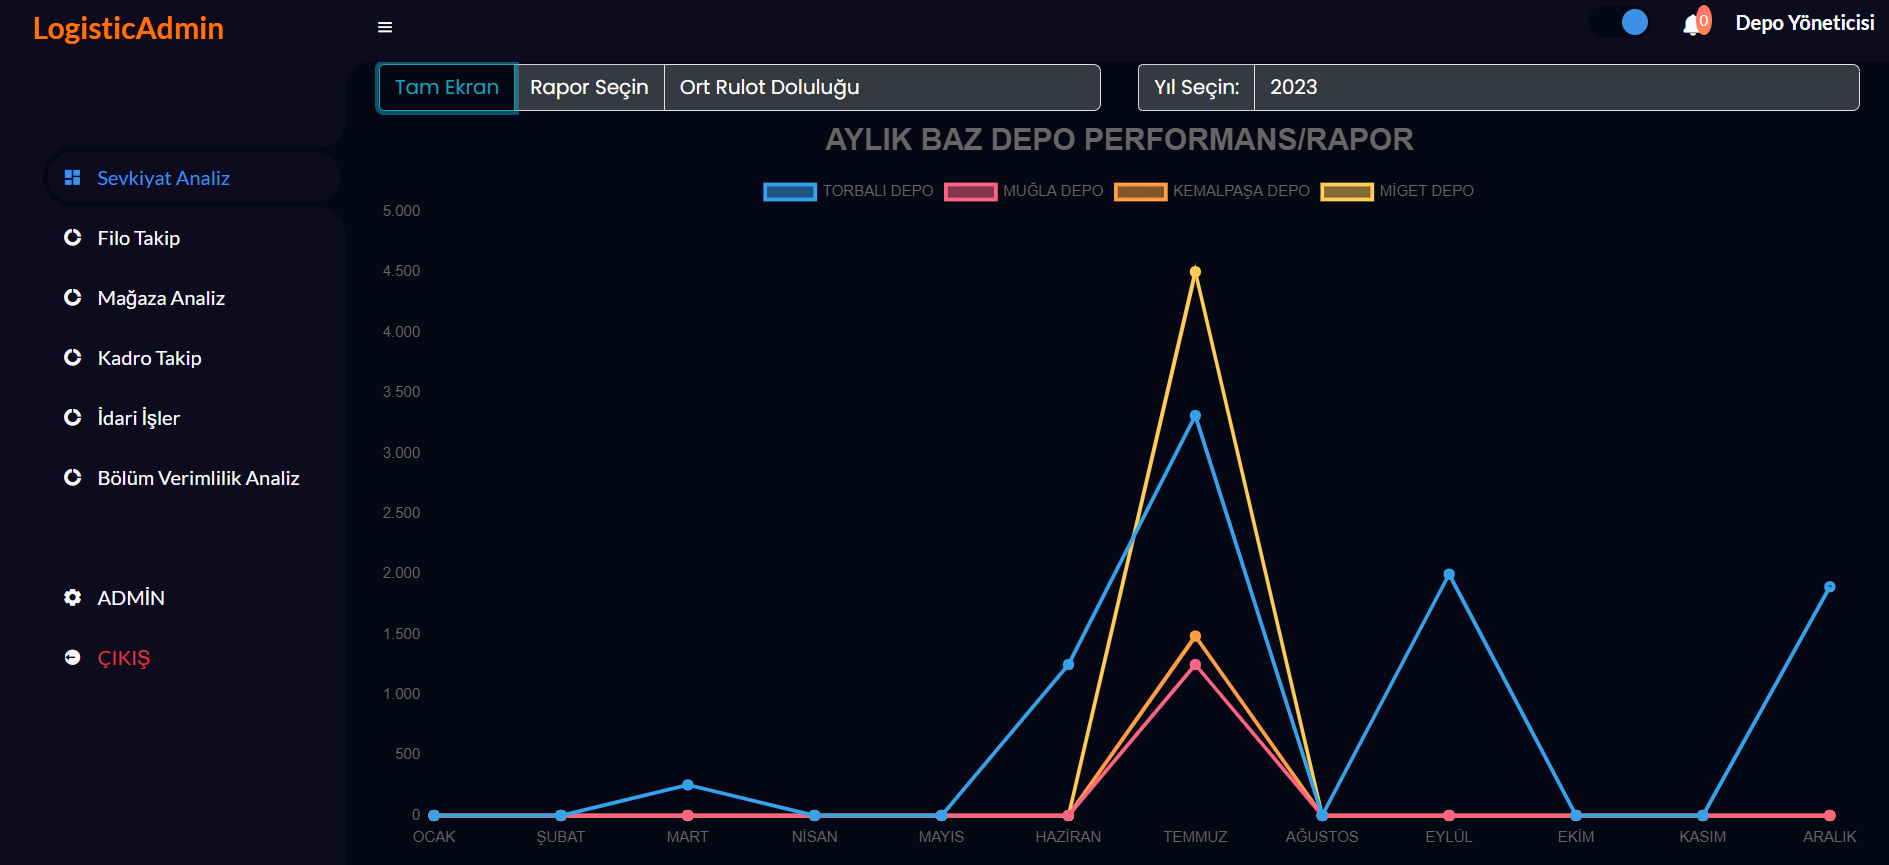 LogisticAdmin
0
Depo Yöneticisi
Tam Ekran
Rapor Seçin
Ort Rulot Doluluğu
Yıl Seçin:
2023
Sevkiyat Analiz
Filo Takip
Mağaza Analiz
Kadro Takip
İdari İşler
Bölüm Verimlilik Analiz
ADMİN
ÇIKIŞ
AYLIK BAZ DEPO PERFORMANS/RAPOR
TORBALI DEPO
MUĞLA DEPO
KEMALPAŞA DEPO
MİGET DEPO
5.000
4.500
4.000
3.500
3.000
2.500
2.000
1.500
1.000
500
0
OCAK
ŞUBAT
MART
NİSAN
MAYIS
HAZİRAN
TEMMUZ
AĞUSTOS
EYLÜL
EKİM
KASIM
ARALIK